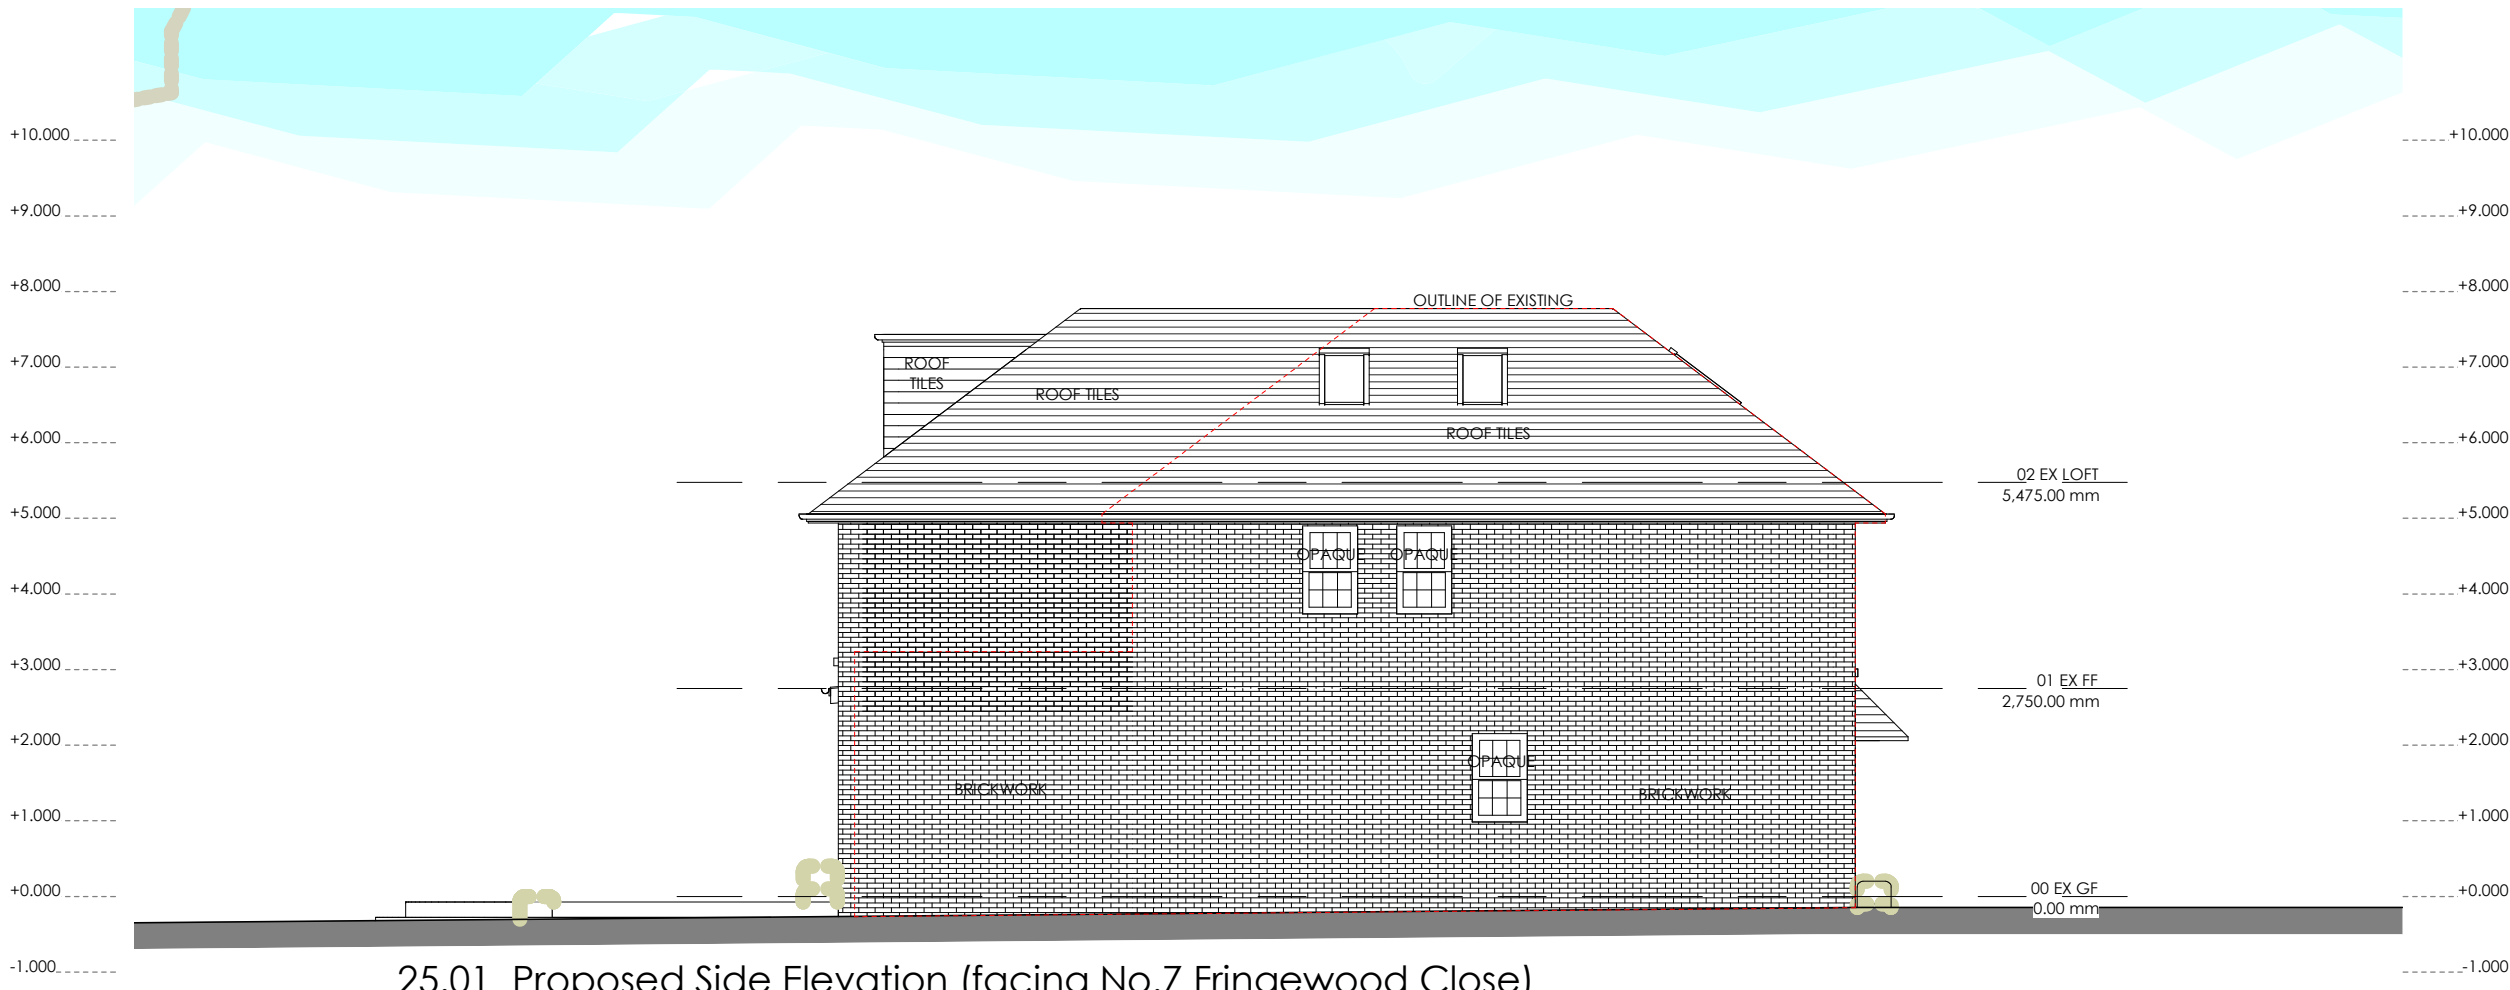 +10.000
+10.000
+9.000
+9.000
+8.000
+8.000
OUTLINE OF EXISTING
+7.000
ROOF
TILES
ROOF TILES
+7.000
+6.000
ROOF TILES
+6.000
02 EX LOFT
5,475.00 mm
+5.000
+5.000
OPAQUE
OPAQUE
+4.000
+4.000
+3.000
+3.000
01 EX FF
2,750.00 mm
+2.000
+2.000
OPAQUE
BRICKWORK
BRICKWORK
+1.000
+1.000
+0.000
00 EX GF
0.00 mm
+0.000
-1.000
-1.000
25.01 Proposed Side Elevation (facing No.7 Fringewood Close)